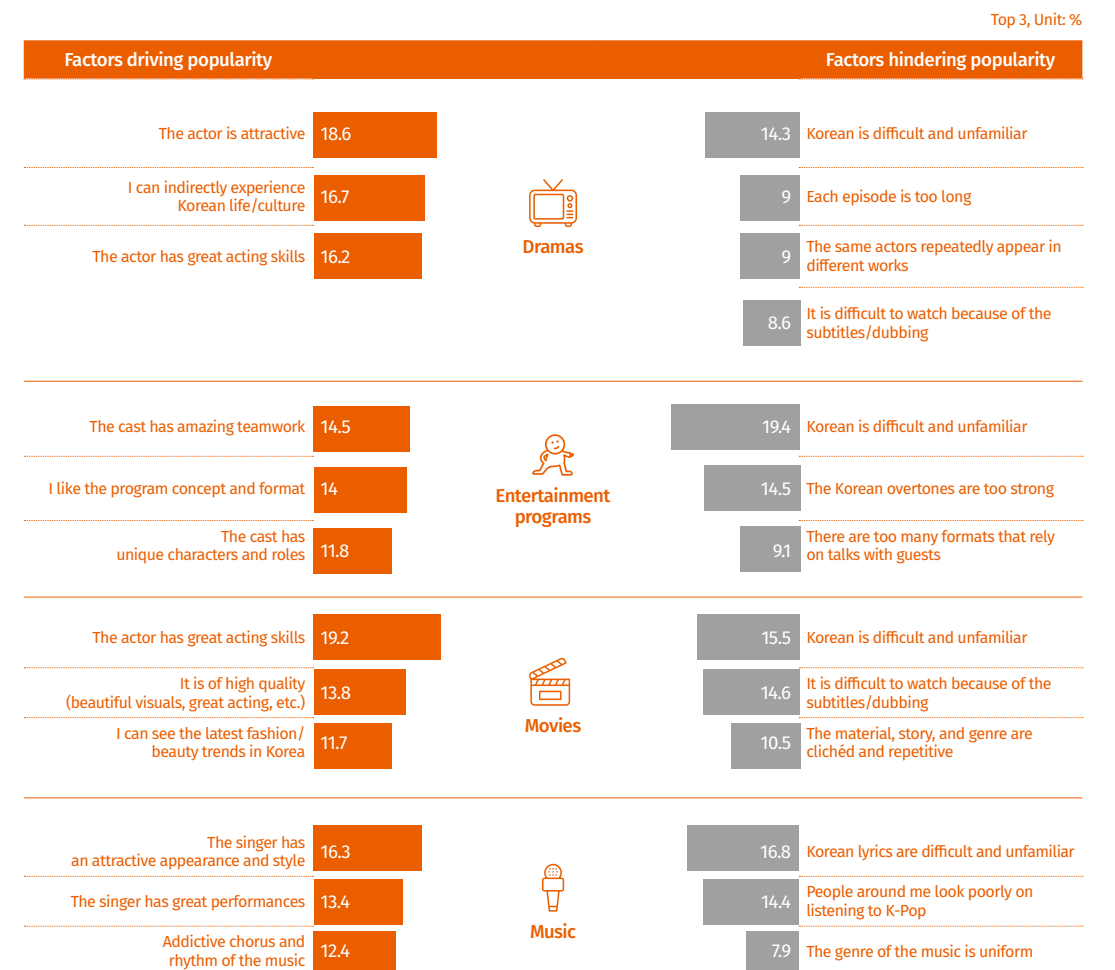 Top 3, Unit: %
Factors driving popularity
Factors hindering popularity
The actor is attractive
18.6
I can indirectly experience
Korean life/culture
16.7
The actor has great acting skills
16.2
Dramas
14.3
Korean is difficult and unfamiliar
9
Each episode is too long
9
The same actors repeatedly appear in
different works
8.6
It is difficult to watch because of the
subtitles/dubbing
The cast has amazing teamwork
14.5
I like the program concept and format
14
The cast has
unique characters and roles
11.8
Entertainment
programs
19.4
Korean is difficult and unfamiliar
14.5
The Korean overtones are too strong
9.1
There are too many formats that rely
on talks with guests
The actor has great acting skills
19.2
It is of high quality
(beautiful visuals, great acting, etc.)
13.8
I can see the latest fashion/
beauty trends in Korea
11.7
Movies
15.5
Korean is difficult and unfamiliar
14.6
It is difficult to watch because of the
subtitles/dubbing
10.5
The material, story, and genre are
clichéd and repetitive
The singer has
an attractive appearance and style
16.3
The singer has great performances
13.4
Addictive chorus and
rhythm of the music
12.4
Music
16.8
Korean lyrics are difficult and unfamiliar
14.4
People around me look poorly on
listening to K-Pop
7.9
The genre of the music is uniform